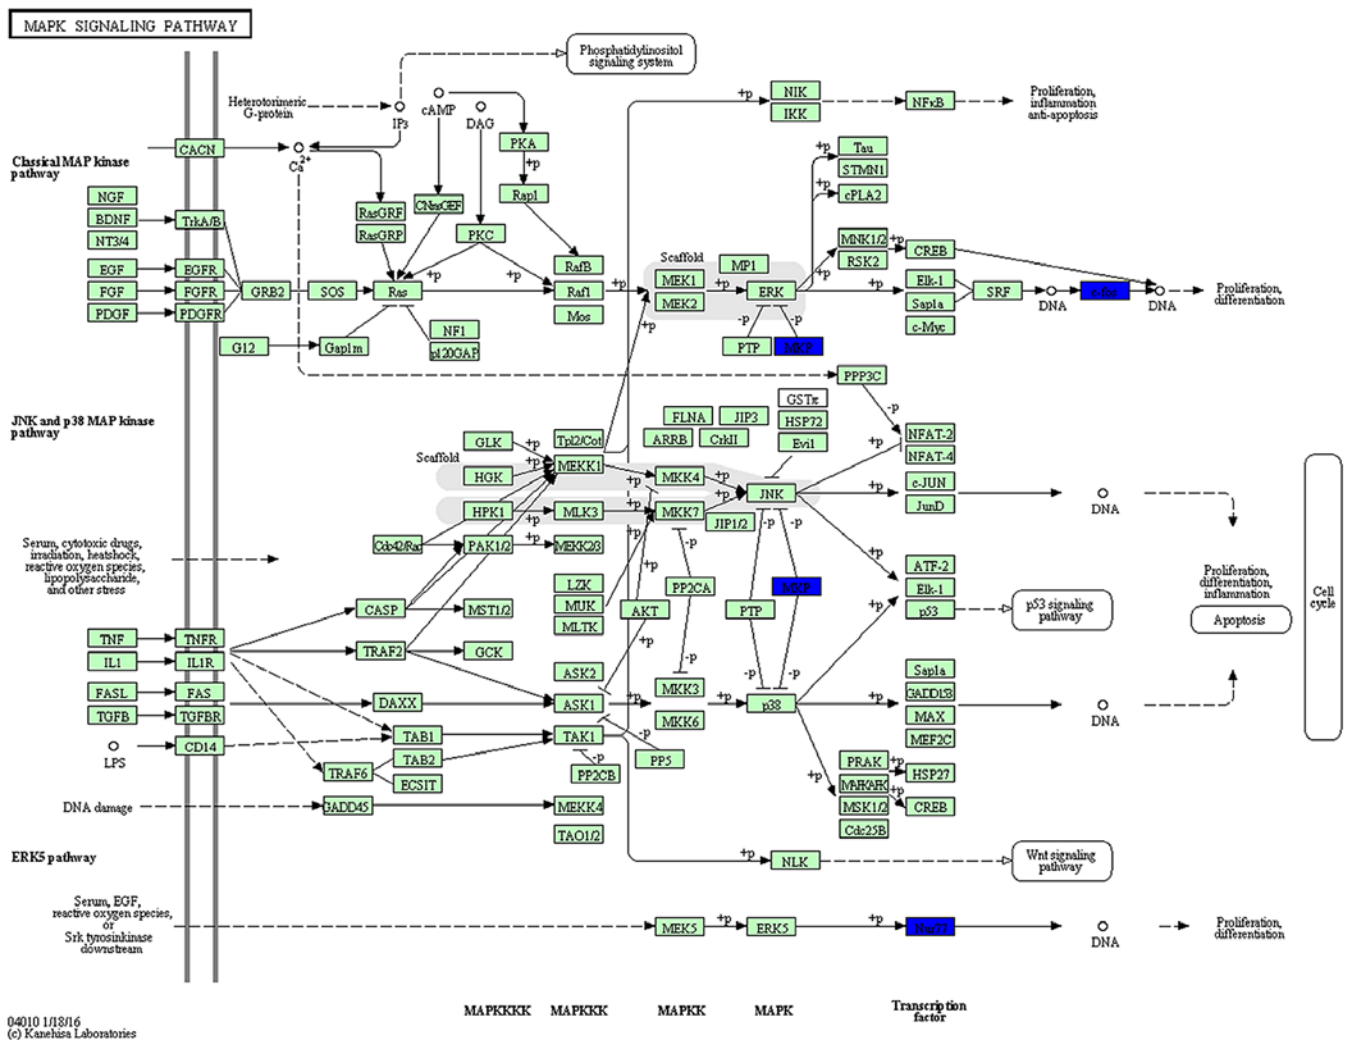 MAPK SIGNALING PATHWAY
Phosphatidylinositol
signaling system
Heterotorimeric
G-protein
IP3
cAMP
DAG
+p
NIK
IKK
NFκB
Proliferation,
inflammation
anti-apoptosis
CACN
Ca2+
PKA
+p
Tau
STMN1
+p
Classical MAP kinase
pathway
NGF
BDNF
NT3/4
TrkA/B
RasGRF
RasGRP
CNrasGEF
PKC
Rap1
+p
cPLA2
EGF
EGFR
FGF
FGFR
PDGF
PDGFR
GRB2
SOS
Ras
+p
+p
RafB
Raf1
Mos
+p
+p
Scaffold
MEK1
MEK2
MP1
+p
ERK
+p
MNK1/2
RSK2
+p
CREB
+p
Elk-1
Sap1a
c-Myc
SRF
DNA
c-fos
DNA
Proliferation,
differentiation
-p
-p
PTP
MKP
G12
Gap1m
NF1
p120GAP
PPP3C
-p
JNK and p38 MAP kinase
pathway
FLNA
JIP3
ARRB
CrkII
GSTπ
HSP72
Evi1
NFAT-2
NFAT-4
GLK
+p
Tpl2/Cot
Scaffold
HGK
+p
MEKK1
MKK4
+p
JNK
+p
c-JUN
JunD
DNA
HPK1
+p
MLK3
+p
MKK7
+p
JIP1/2
-p
-p
-p
+p
Serum, cytotoxic drugs,
irradiation, heatshock,
reactive oxygen species,
lipopolysaccharide,
and other stress
Cdc42/Rac
PAK1/2
+p
MEKK2/3
+p
LZK
MUK
MLTK
AKT
+p
PP2CA
-p
PTP
MKP
-p
-p
ATF-2
Elk-1
p53
+p
p53 signaling
pathway
Proliferation,
differentiation,
inflammation
Apoptosis
Cell
cycle
CASP
MST1/2
TNF
TNFR
IL1
IL1R
TRAF2
GCK
FASL
FAS
TGFB
TGFBR
DAXX
ASK2
ASK1
+p
MKK3
MKK6
+p
p38
+p
Sap1a
GADD153
MAX
MEF2C
DNA
LPS
CD14
TAB1
TAB2
ECSIT
TRAF6
TAK1
-p
PP2CB
-p
PP5
+p
PRAK
MAPKAPK
MSK1/2
Cdc25B
+p
+p
HSP27
CREB
DNA damage
GADD45
MEKK4
TAO1/2
ERK5 pathway
+p
NLK
Wnt signaling
pathway
Serum, EGF,
reactive oxygen species,
or
Srk tyrosinkinase
downstream
MEK5
+p
ERK5
+p
Nur77
DNA
Proliferation,
differentiation
MAPKKKK
MAPKKK
MAPKK
MAPK
Transcription
factor
04010 1/18/16
(c) Kanehisa Laboratories